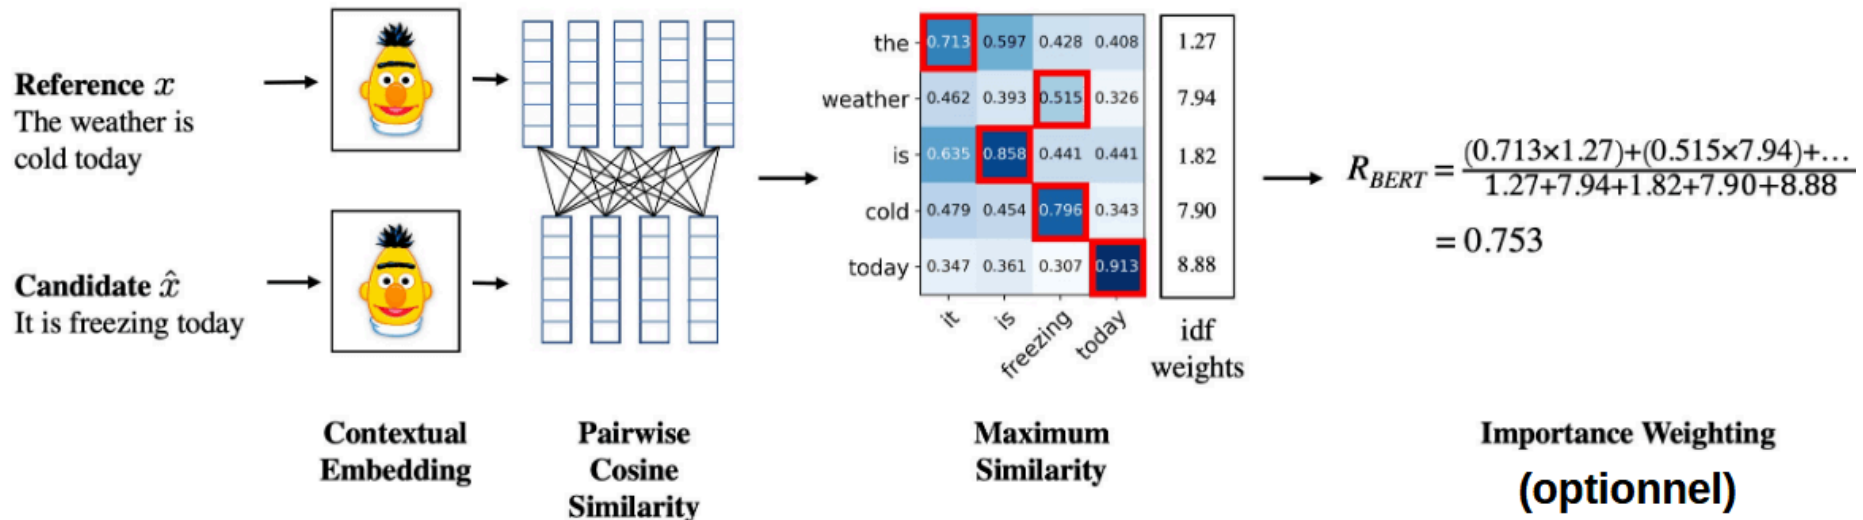 Reference x
The weather is
cold today
Candidate x̂
It is freezing today
Contextual
Embedding
Pairwise
Cosine
Similarity
the 0.713 0.597 0.428 0.408 1.27
weather 0.462 0.393 0.515 0.326 7.94
is 0.635 0.858 0.441 0.441 1.82
cold 0.479 0.454 0.796 0.343 7.90
today 0.347 0.361 0.307 0.913 8.88
it is freezing today
idf
weights
Maximum
Similarity
R_BERT = (0.713×1.27)+(0.515×7.94)+...
1.27+7.94+1.82+7.90+8.88
= 0.753
Importance Weighting
(optionnel)